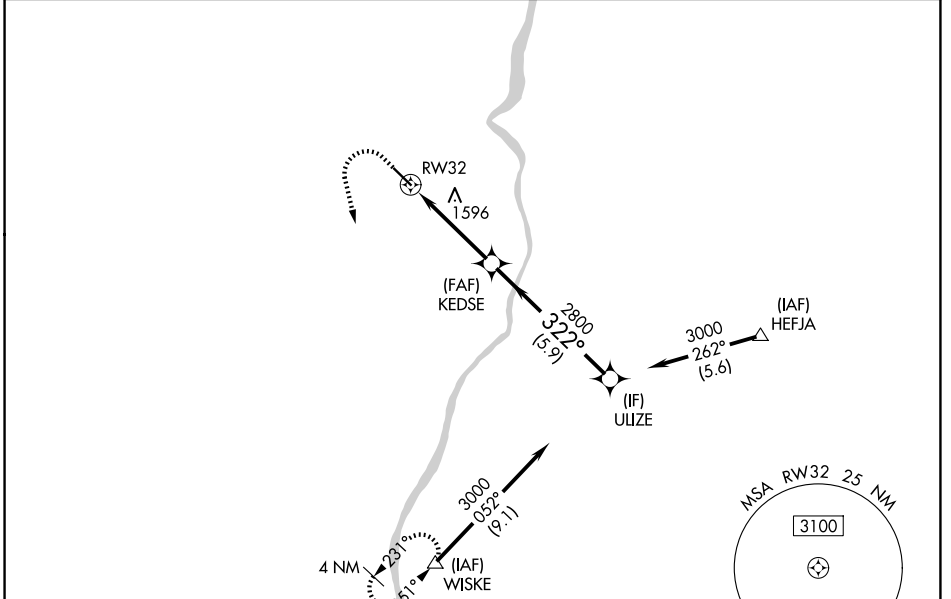 RW32
1596
(FAF)
KEDSE
2800
322°
(5.9)
(IAF)
HEFJA
3000
262°
(5.6)
(IF)
ULIZE
3000
052°
(9.1)
MSA RW32 25 NM
3100
231°
4 NM
(IAF)
WISKE